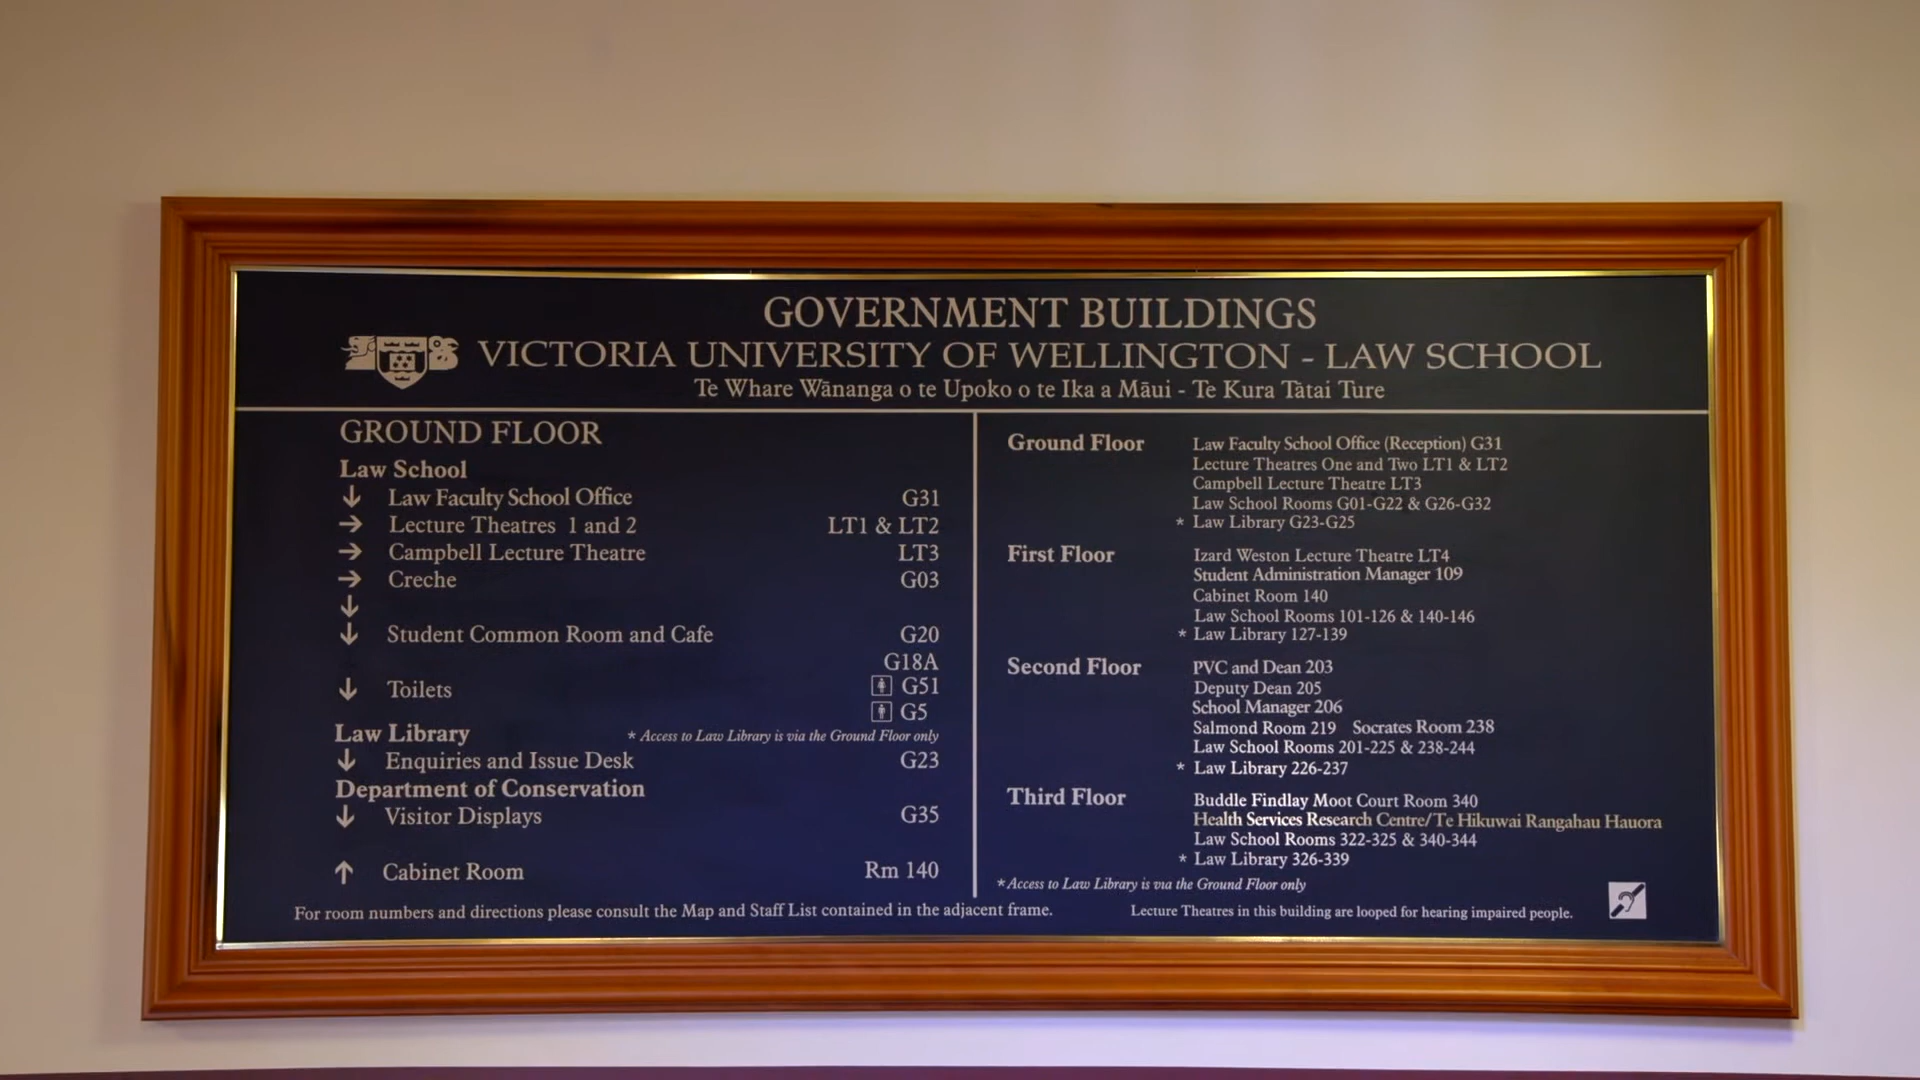 GOVERNMENT BUILDINGS
VICTORIA UNIVERSITY OF WELLINGTON - LAW SCHOOL
Te Whare Wānanga o te Upoko o te Ika a Māui - Te Kura Tātai Ture
GROUND FLOOR
Law School
↓ Law Faculty School Office G31
→ Lecture Theatres 1 and 2 LT1 & LT2
→ Campbell Lecture Theatre LT3
→ Creche G03
↓
↓ Student Common Room and Cafe G20
G18A
↓ Toilets G51
G5
Law Library * Access to Law Library is via the Ground Floor only
↓ Enquiries and Issue Desk G23
Department of Conservation
↓ Visitor Displays G35
↑ Cabinet Room Rm 140
Ground Floor Law Faculty School Office (Reception) G31
Lecture Theatres One and Two LT1 & LT2
Campbell Lecture Theatre LT3
Law School Rooms G01-G22 & G26-G32
* Law Library G23-G25
First Floor Izard Weston Lecture Theatre LT4
Student Administration Manager 109
Cabinet Room 140
Law School Rooms 101-126 & 140-146
* Law Library 127-139
Second Floor PVC and Dean 203
Deputy Dean 205
School Manager 206
Salmond Room 219 Socrates Room 238
Law School Rooms 201-225 & 238-244
* Law Library 226-237
Third Floor Buddle Findlay Moot Court Room 340
Health Services Research Centre/Te Hikuwai Rangahau Hauora
Law School Rooms 322-325 & 340-344
* Law Library 326-339
*Access to Law Library is via the Ground Floor only
For room numbers and directions please consult the Map and Staff List contained in the adjacent frame.
Lecture Theatres in this building are looped for hearing impaired people.